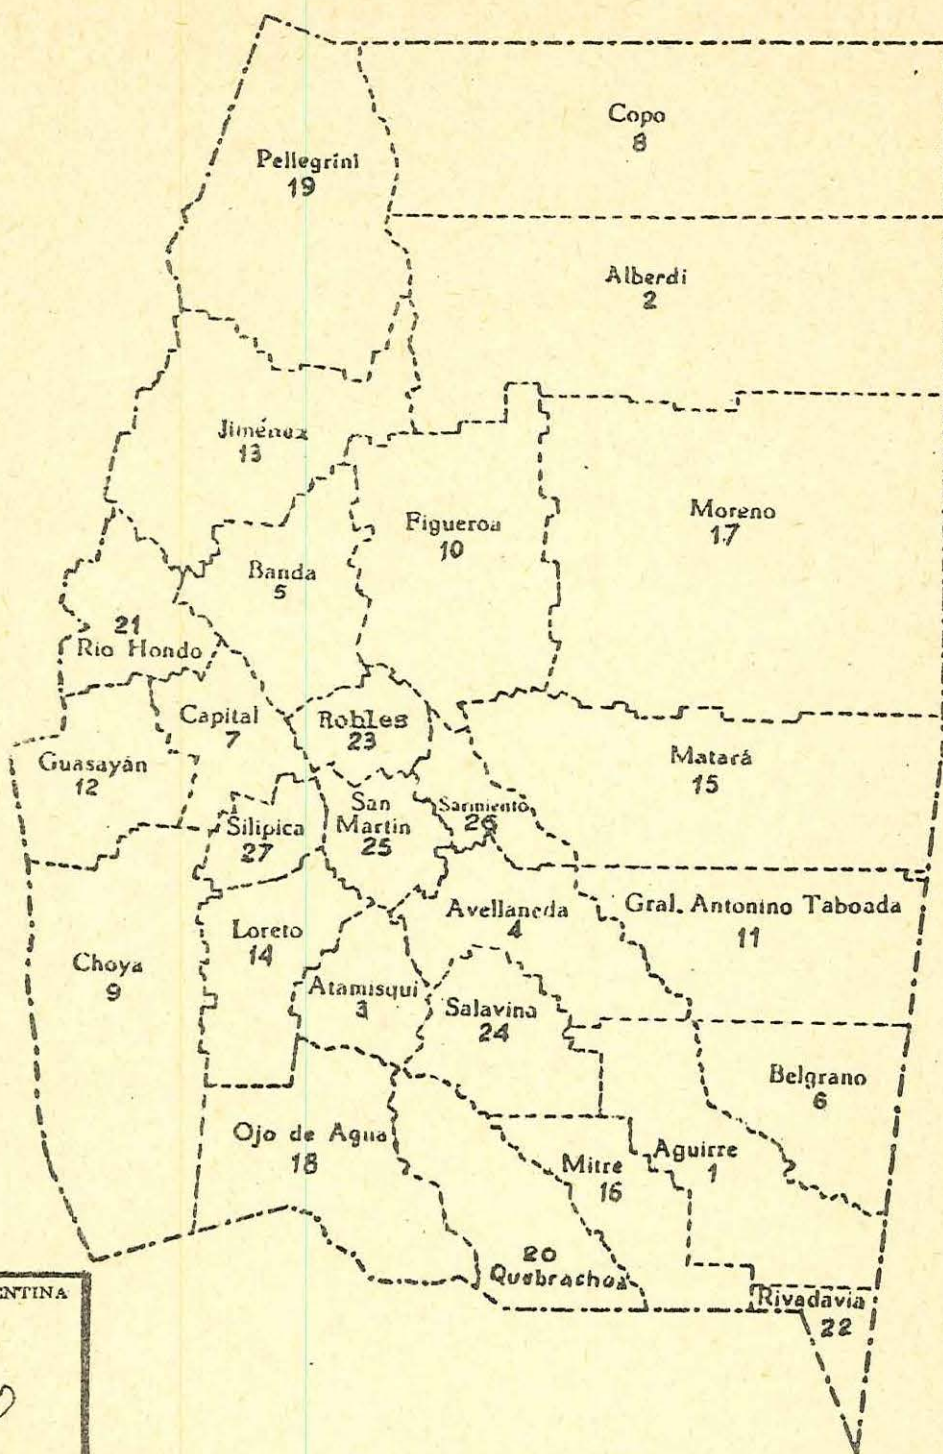 Copo
8
Pellegrini
19
Alberdi
2
Jiménez
13
Moreno
17
Figueroa
10
Banda
5
21
Rio Hondo
Capital
7
Robles
23
Guasayán
12
Matará
15
San
Martin
25
Sarmiento
26
Silipica
27
Avellaneda
4
Gral. Antonino Taboada
11
Loreto
14
Choya
9
Atamisqui
3
Salavina
24
Belgrano
6
Ojo de Agua
18
Mitre
16
Aguirre
1
20
Quebrachos
Rivadavia
22
ENTINA